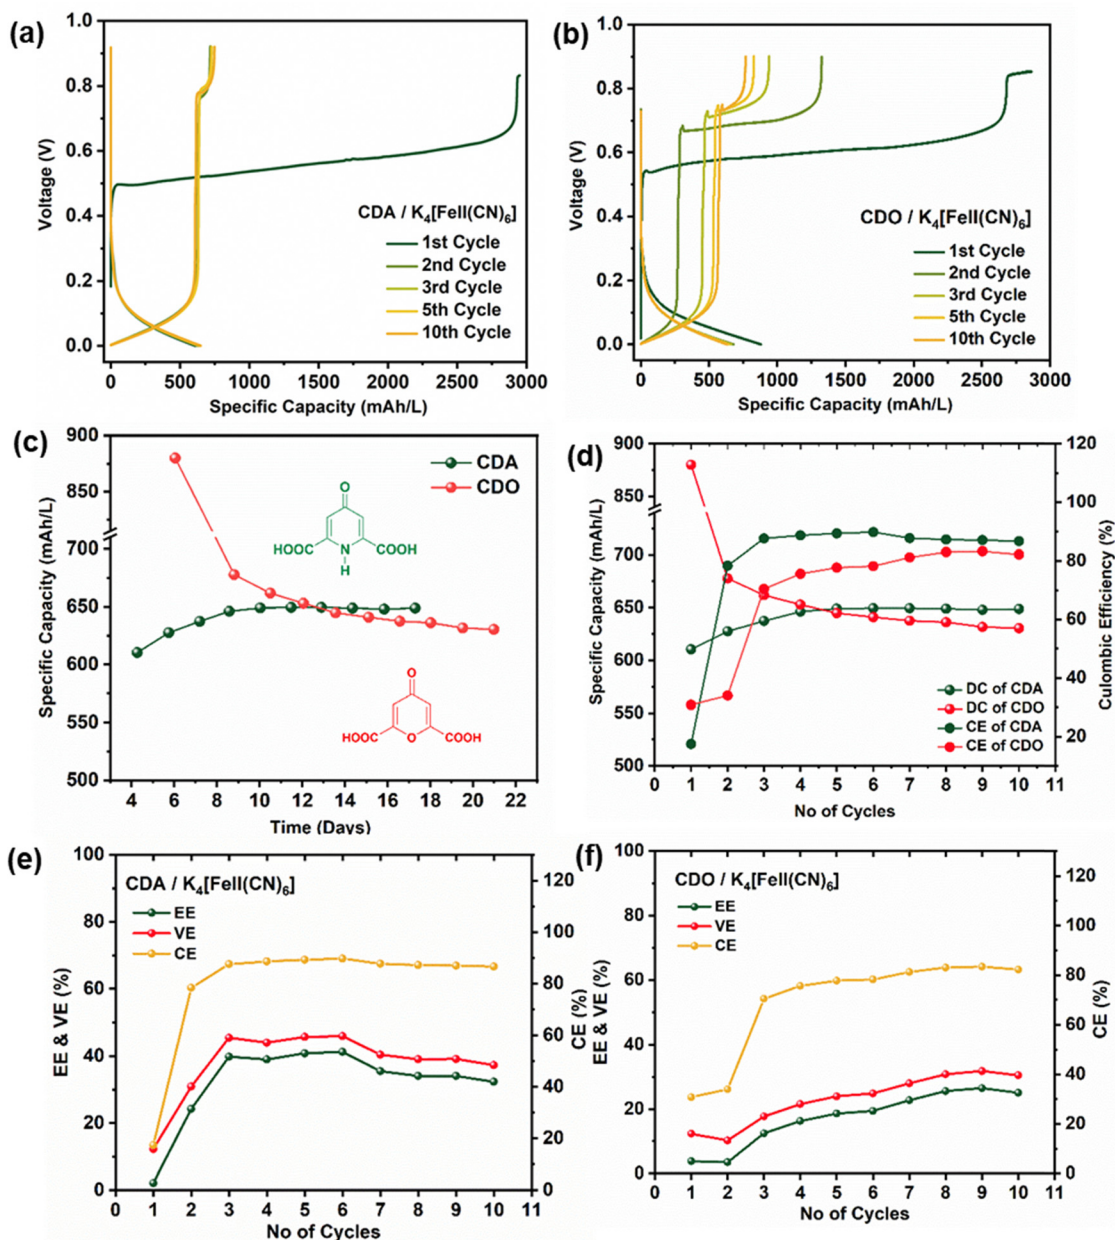 (a)
1.0
0.8
0.6
0.4
0.2
0.0
Voltage (V)
CDA / K4[FeII(CN)6]
1st Cycle
2nd Cycle
3rd Cycle
5th Cycle
10th Cycle
0 500 1000 1500 2000 2500 3000
Specific Capacity (mAh/L)
(b)
1.0
0.8
0.6
0.4
0.2
0.0
Voltage (V)
CDO / K4[FeII(CN)6]
1st Cycle
2nd Cycle
3rd Cycle
5th Cycle
10th Cycle
0 500 1000 1500 2000 2500 3000
Specific Capacity (mAh/L)
(c)
900
850
700
650
600
550
500
Specific Capacity (mAh/L)
CDA
CDO
O
HOOC N COOH
H
O
HOOC O COOH
4 6 8 10 12 14 16 18 20 22
Time (Days)
(d)
900
850
700
650
600
550
500
Specific Capacity (mAh/L)
120
100
80
60
40
20
Culombic Efficiency (%)
DC of CDA
DC of CDO
CE of CDA
CE of CDO
0 1 2 3 4 5 6 7 8 9 10 11
No of Cycles
(e)
100
80
60
40
20
0
EE & VE (%)
CDA / K4[FeII(CN)6]
EE
VE
CE
120
100
80
60
40
20
0
CE (%)
0 1 2 3 4 5 6 7 8 9 10 11
No of Cycles
(f)
100
80
60
40
20
0
EE & VE (%)
CDO / K4[FeII(CN)6]
EE
VE
CE
120
100
80
60
40
20
0
CE (%)
0 1 2 3 4 5 6 7 8 9 10 11
No of Cycles